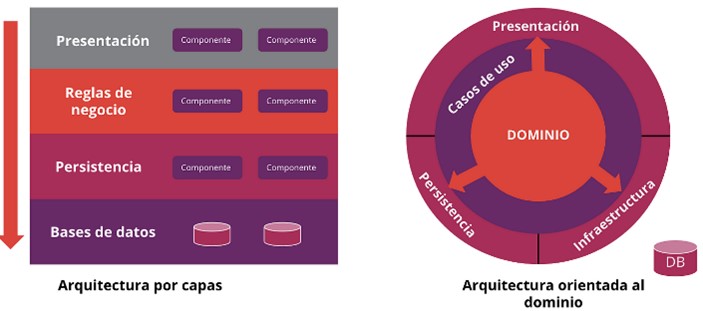 Presentación
Componente
Componente
Reglas de
negocio
Componente
Componente
Persistencia
Componente
Componente
Bases de datos
Arquitectura por capas
Presentación
Casos de uso
DOMINIO
Persistencia
Infraestructura
DB
Arquitectura orientada al
dominio